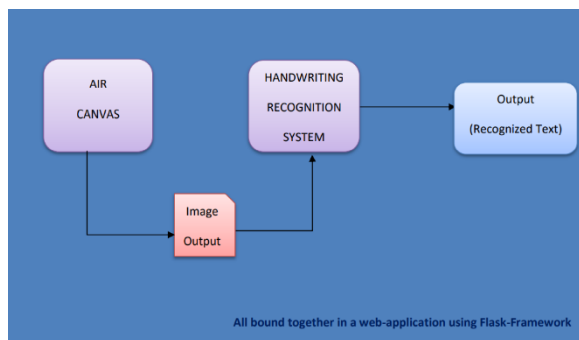 AIR
CANVAS
HANDWRITING
RECOGNITION
SYSTEM
Output
(Recognized Text)
Image
Output
All bound together in a web-application using Flask-Framework